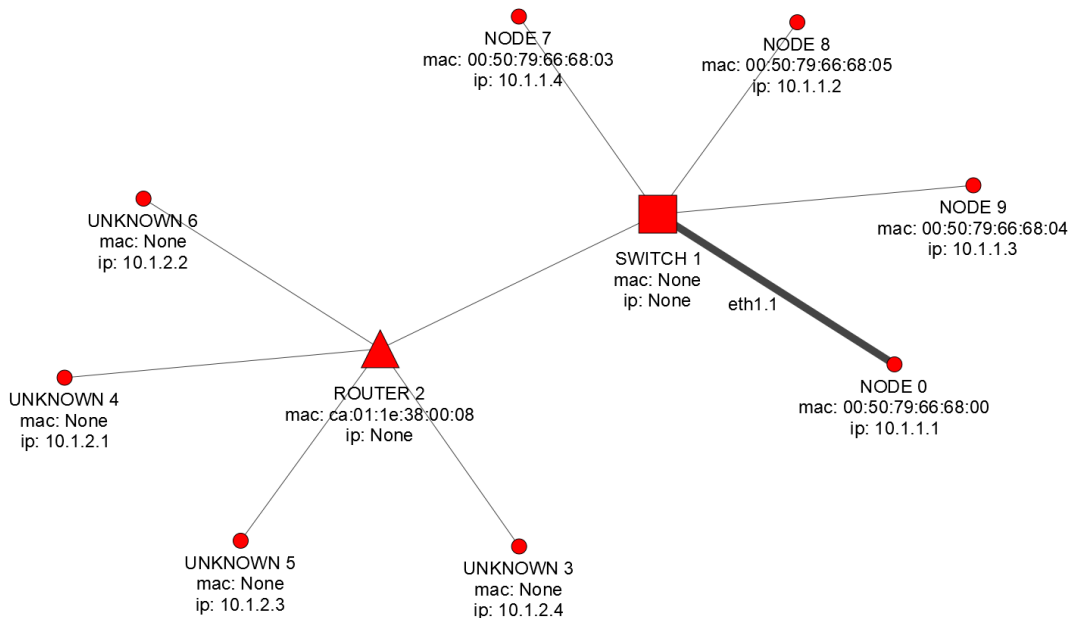 NODE 7
mac: 00:50:79:66:68:03
ip: 10.1.1.4
NODE 8
mac: 00:50:79:66:68:05
ip: 10.1.1.2
UNKNOWN 6
mac: None
ip: 10.1.2.2
NODE 9
mac: 00:50:79:66:68:04
ip: 10.1.1.3
SWITCH 1
mac: None
ip: None
eth1.1
NODE 0
mac: 00:50:79:66:68:00
ip: 10.1.1.1
UNKNOWN 4
mac: None
ip: 10.1.2.1
ROUTER 2
mac: ca:01:1e:38:00:08
ip: None
UNKNOWN 5
mac: None
ip: 10.1.2.3
UNKNOWN 3
mac: None
ip: 10.1.2.4